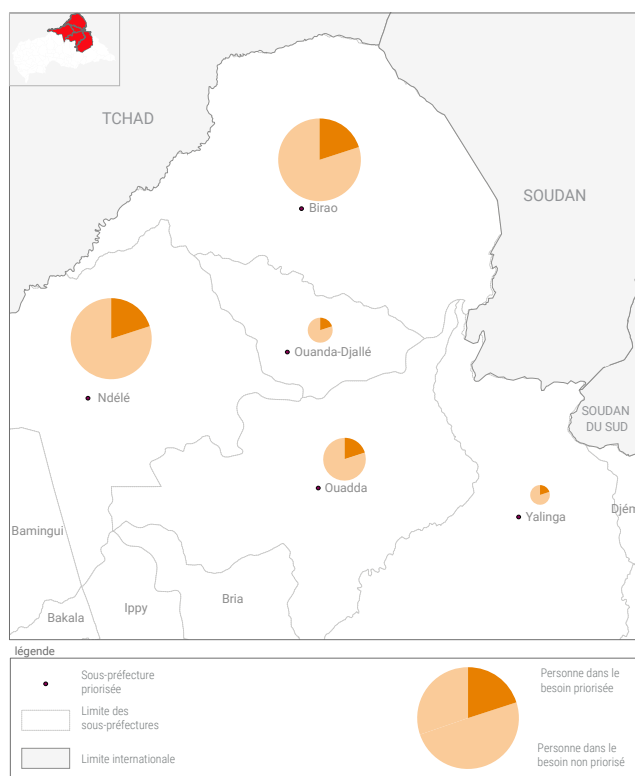 TCHAD
SOUDAN
Birao
Ouanda-Djallé
Ndélé
SOUDAN
DU SUD
Ouadda
Yalinga
Djém
Bamingui
Ippy
Bria
Bakala
légende
Sous-préfecture
priorisée
Limite des
sous-préfectures
Limite internationale
Personne dans le
besoin priorisée
Personne dans le
besoin non priorisé